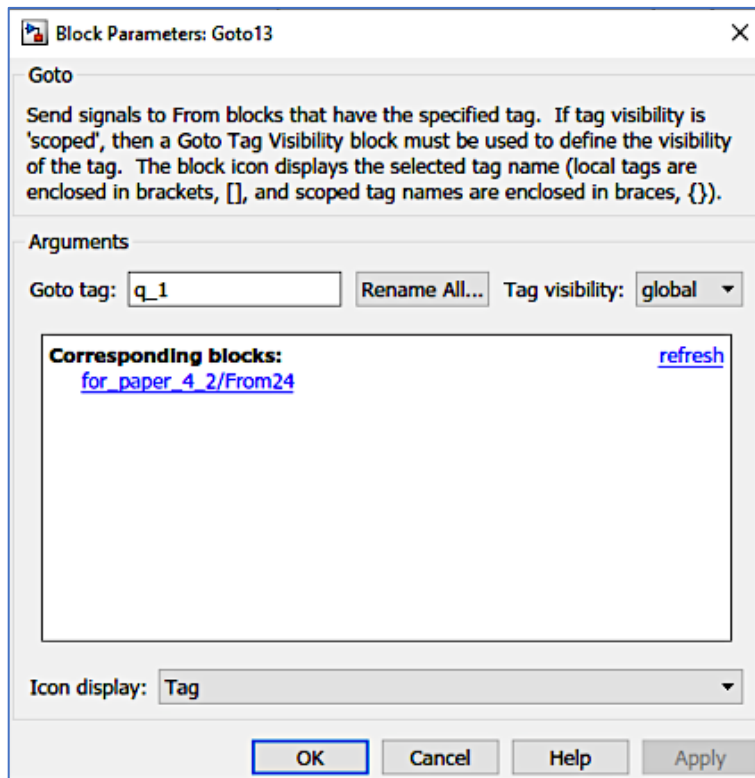 Block Parameters: Goto13
Goto
Send signals to From blocks that have the specified tag. If tag visibility is
'scoped', then a Goto Tag Visibility block must be used to define the visibility
of the tag. The block icon displays the selected tag name (local tags are
enclosed in brackets, [], and scoped tag names are enclosed in braces, {}).
Arguments
Goto tag: q_1 Rename All... Tag visibility: global
Corresponding blocks: refresh
for_paper_4_2/From24
Icon display: Tag
OK Cancel Help Apply